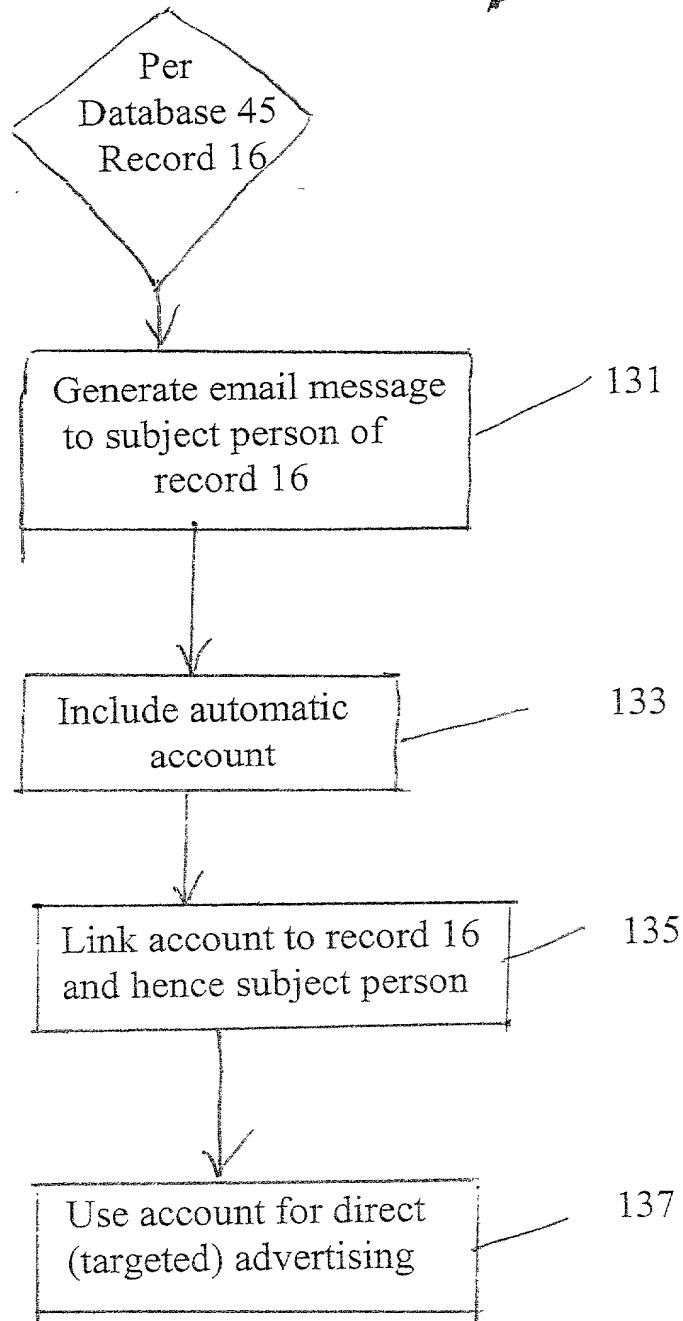 Per
Database 45
Record 16
Generate email message
to subject person of
record 16
131
Include automatic
account
133
Link account to record 16
and hence subject person
135
Use account for direct
(targeted) advertising
137